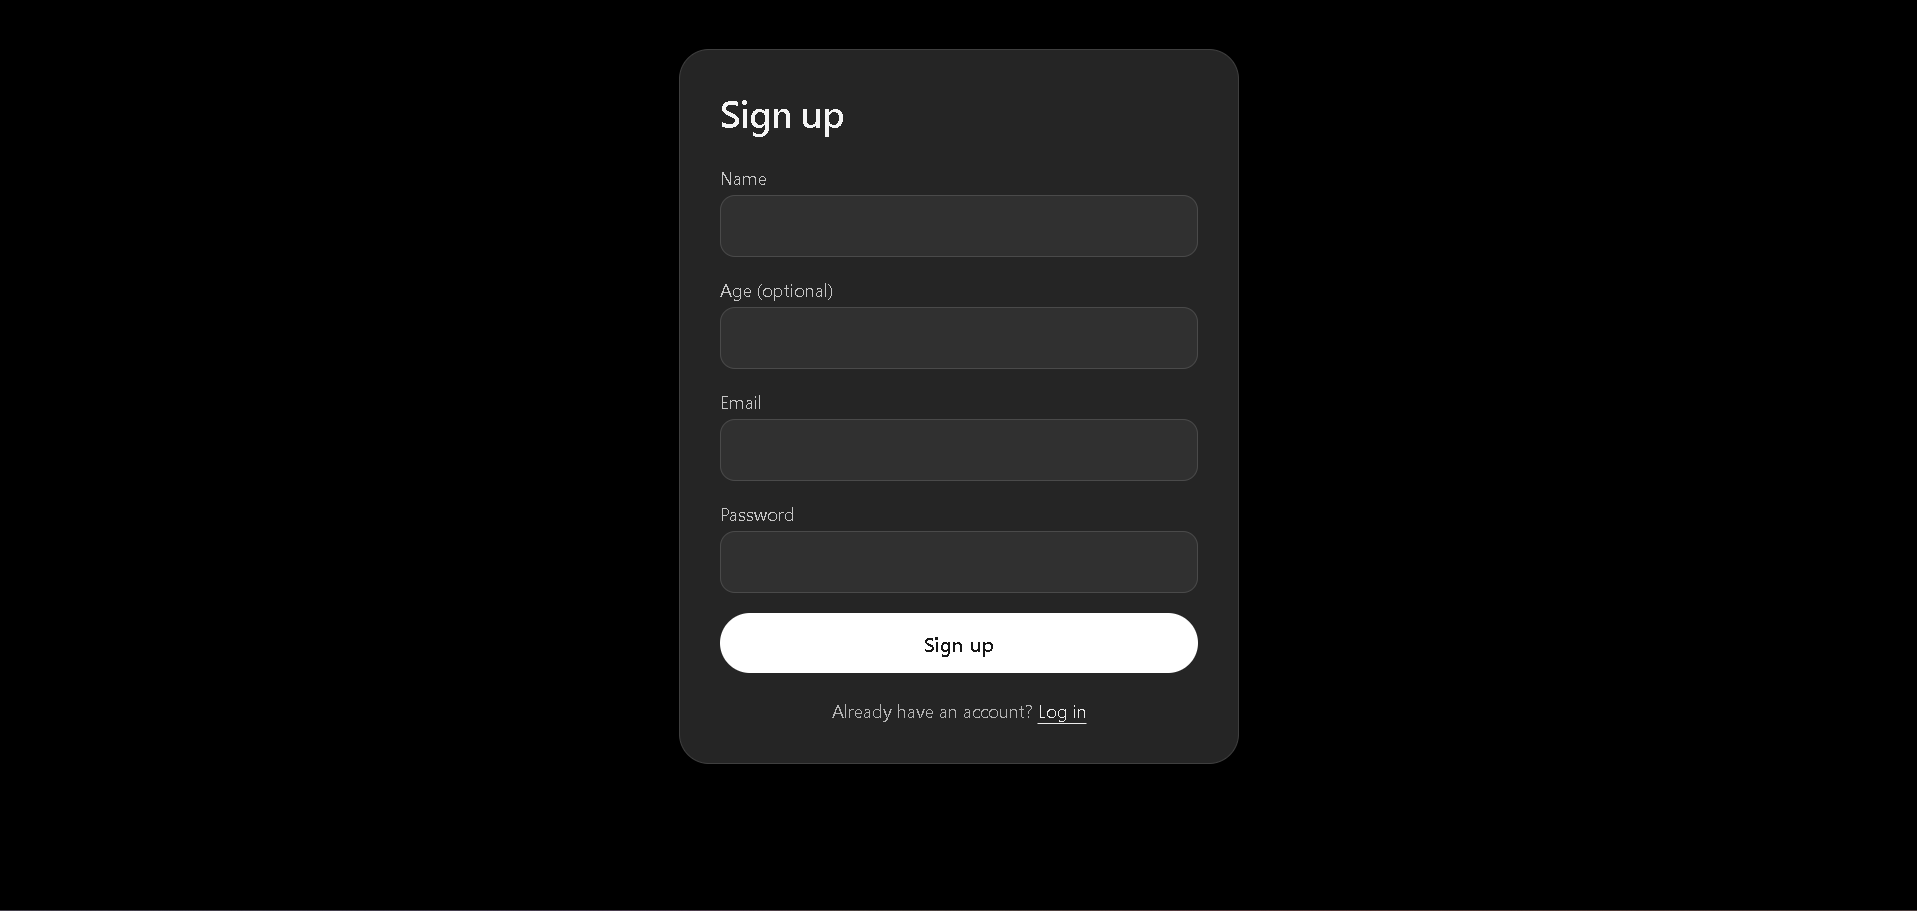 Sign up
Name
Age (optional)
Email
Password
Sign up
Already have an account? Log in